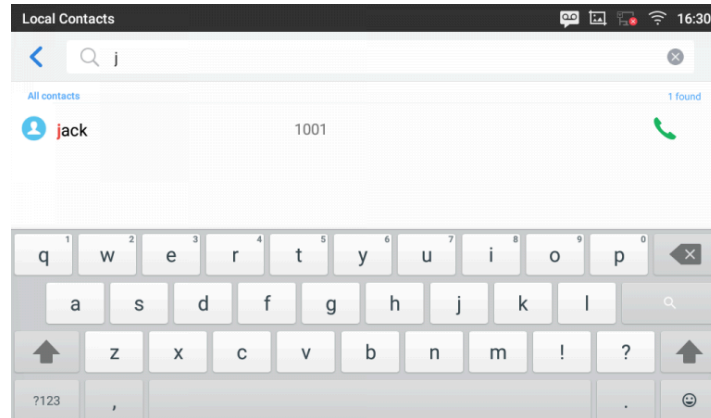 Local Contacts 16:30
j
All contacts 1 found
jack 1001
1 2 3 4 5 6 7 8 9 0
q w e r t y u i o p
a s d f g h j k l
z x c v b n m ! ?
?123 , .